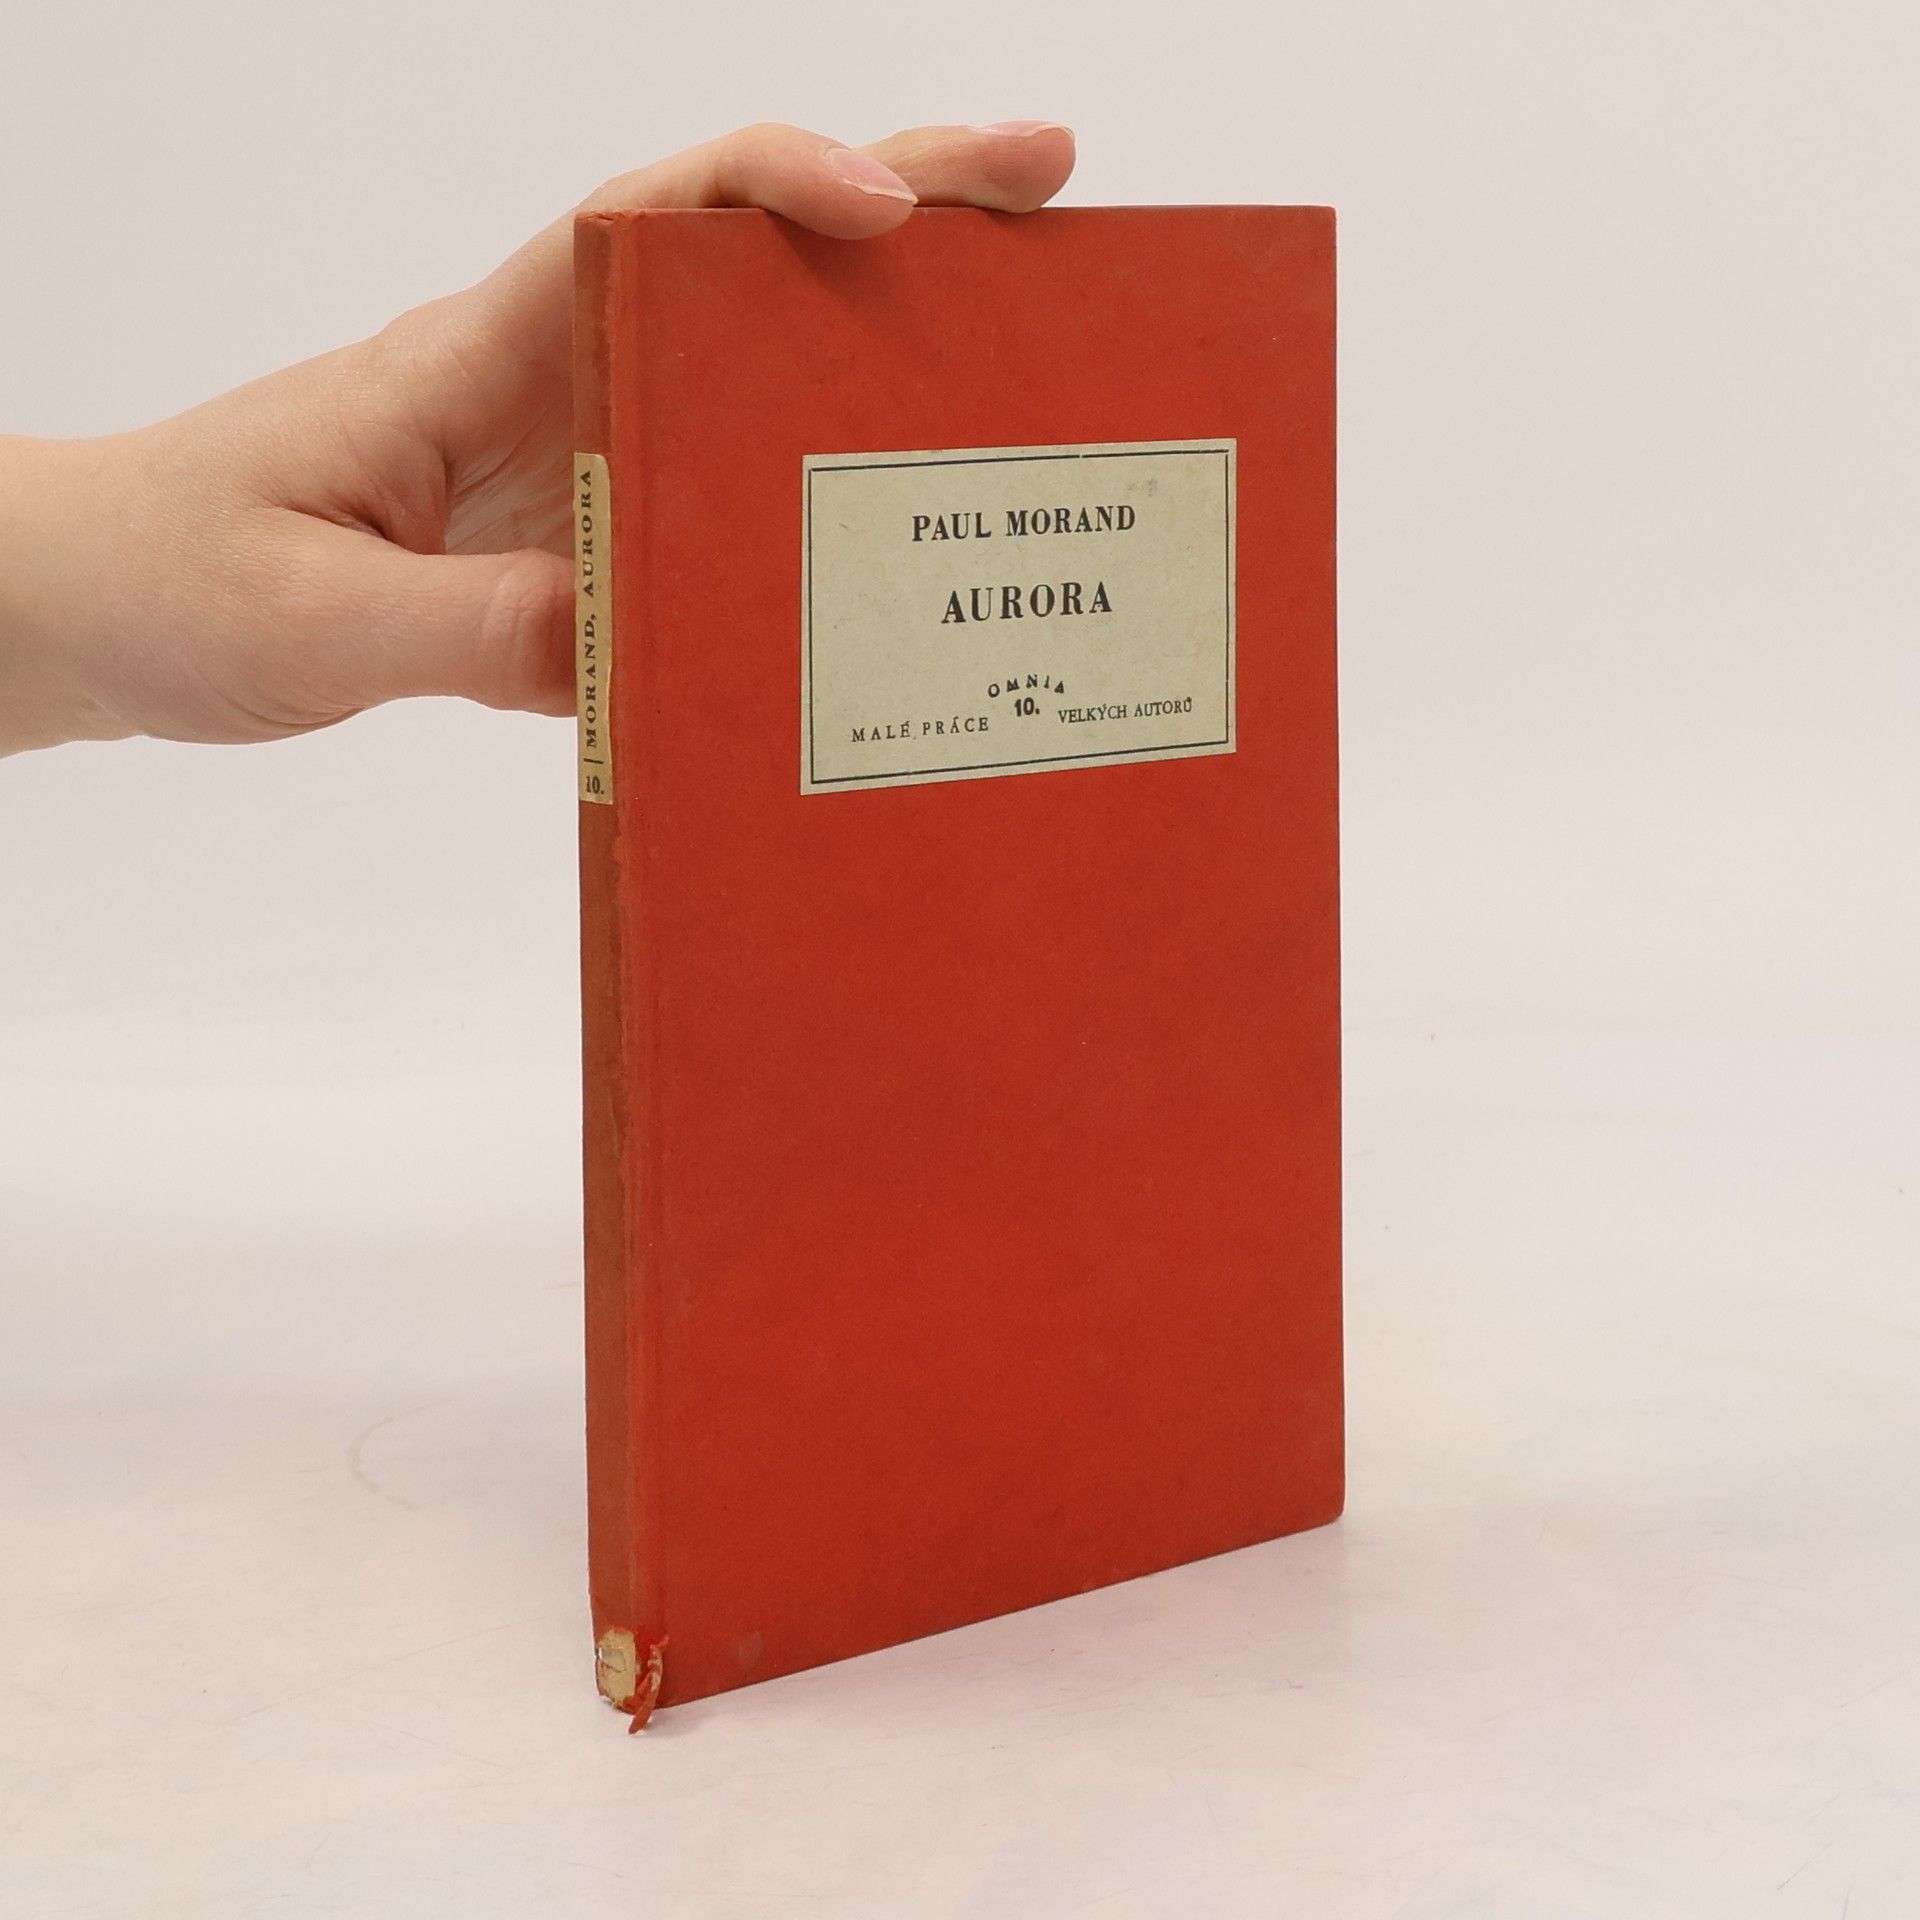 10. | MORAND, AURORA
PAUL MORAND
AURORA
OMNIA
10.
MALÉ PRÁCE VELKÝCH AUTORŮ